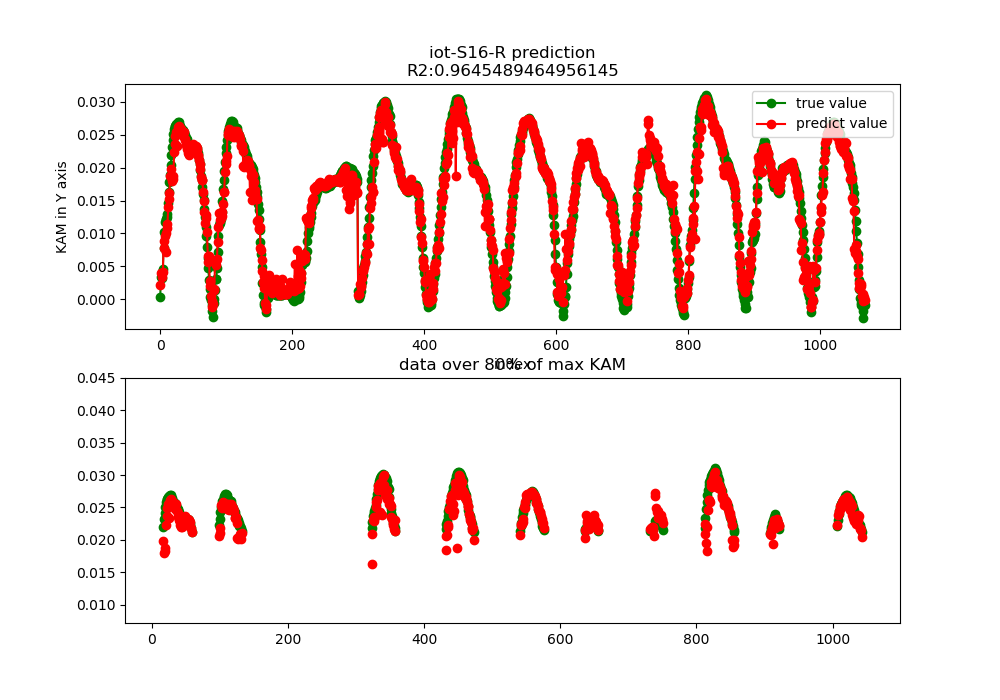 iot-S16-R prediction
R2:0.9645489464956145
KAM in Y axis
0.030
0.025
0.020
0.015
0.010
0.005
0.000
true value
predict value
0 200 400 600 800 1000
index
data over 80% of max KAM
0.045
0.040
0.035
0.030
0.025
0.020
0.015
0.010
0 200 400 600 800 1000